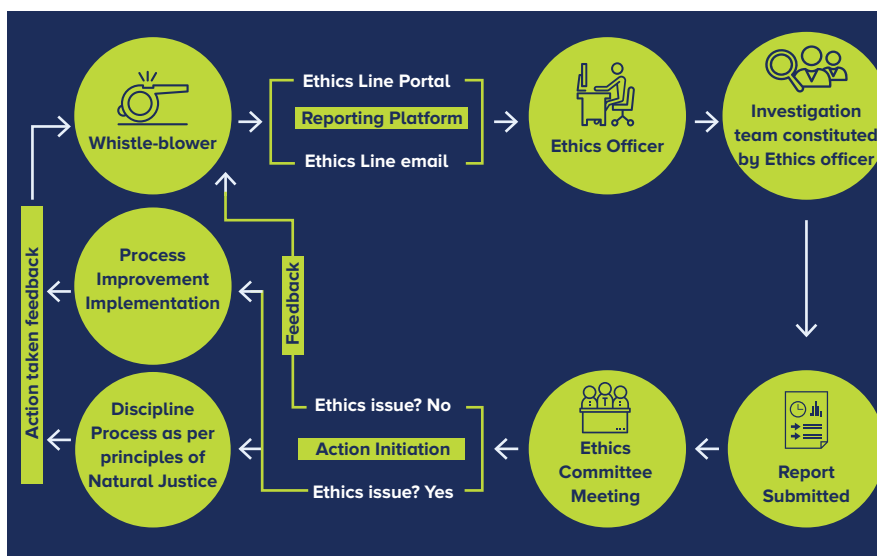 Whistle-blower
Ethics Line Portal
Reporting Platform
Ethics Line email
Ethics Officer
Investigation
team constituted
by Ethics officer
Report
Submitted
Ethics
Committee
Meeting
Ethics issue? No
Action Initiation
Ethics issue? Yes
Feedback
Process
Improvement
Implementation
Discipline
Process as per
principles of
Natural Justice
Action taken feedback